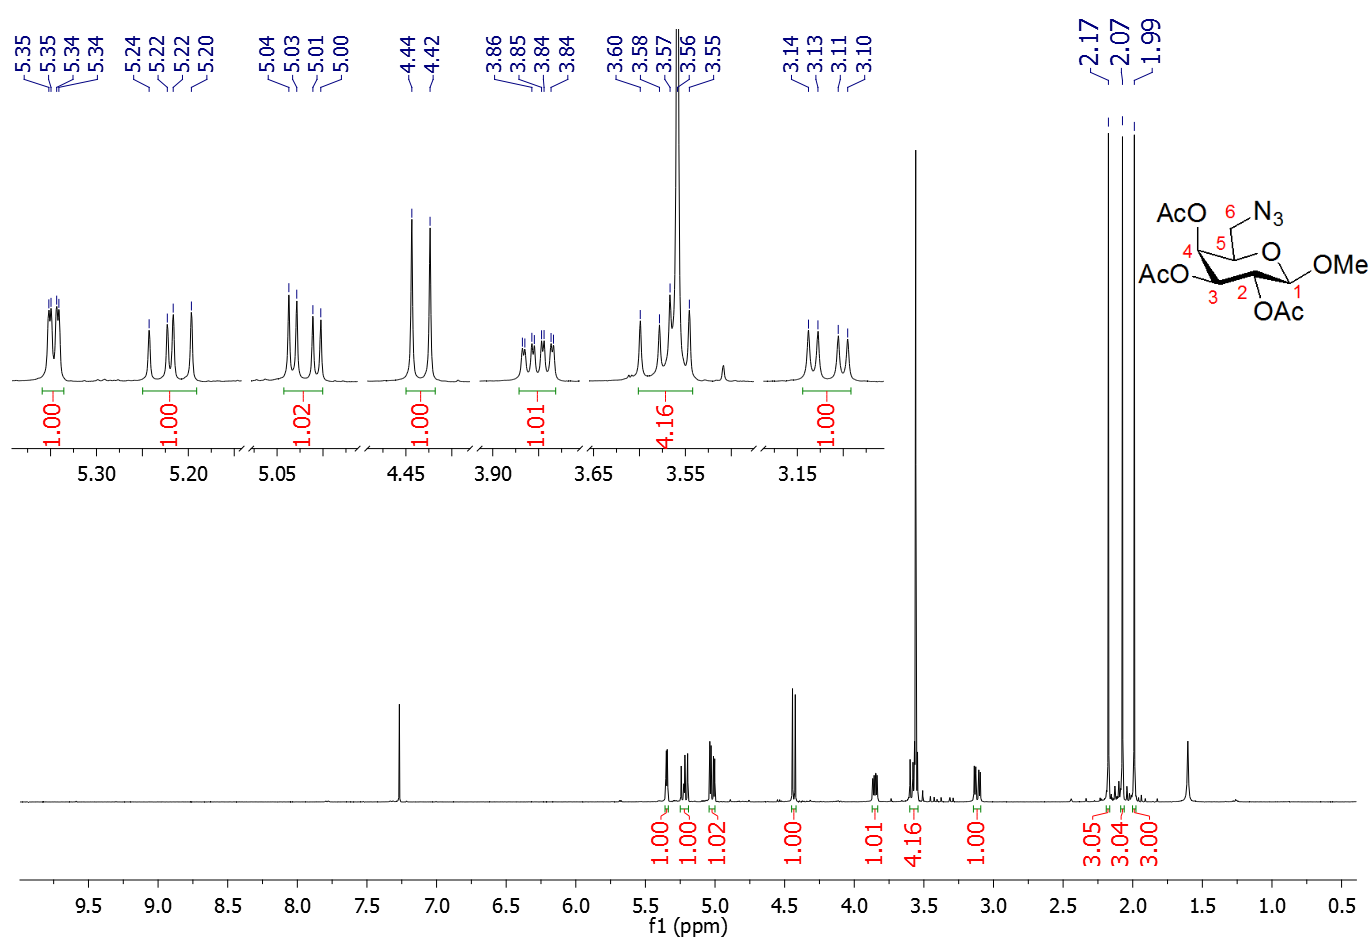 5.35 5.35 5.34 5.34 5.24 5.22 5.22 5.20 5.04 5.03 5.01 5.00 4.44 4.42 3.86 3.85 3.84 3.84 3.60 3.58 3.57 3.56 3.55 3.14 3.13 3.11 3.10 2.17 2.07 1.99
AcO 6 N3
4 5 O OMe
AcO 3 2 1
OAc
1.00 1.00 1.02 1.00 1.01 4.16 1.00
5.30 5.20 5.05 4.45 3.90 3.65 3.55 3.15
1.00 1.00 1.02 1.00 1.01 4.16 1.00 3.05 3.04 3.00
9.5 9.0 8.5 8.0 7.5 7.0 6.5 6.0 5.5 5.0 4.5 4.0 3.5 3.0 2.5 2.0 1.5 1.0 0.5
f1 (ppm)